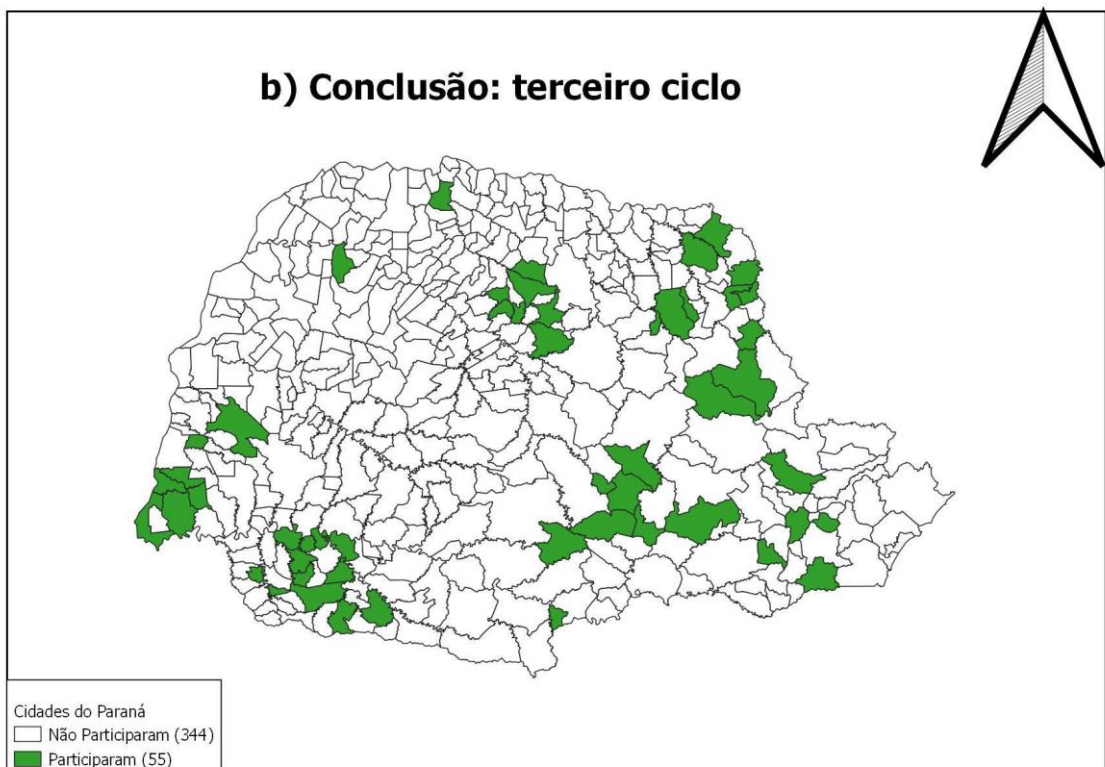 b) Conclusão: terceiro ciclo
Cidades do Paraná
Não Participaram (344)
Participaram (55)